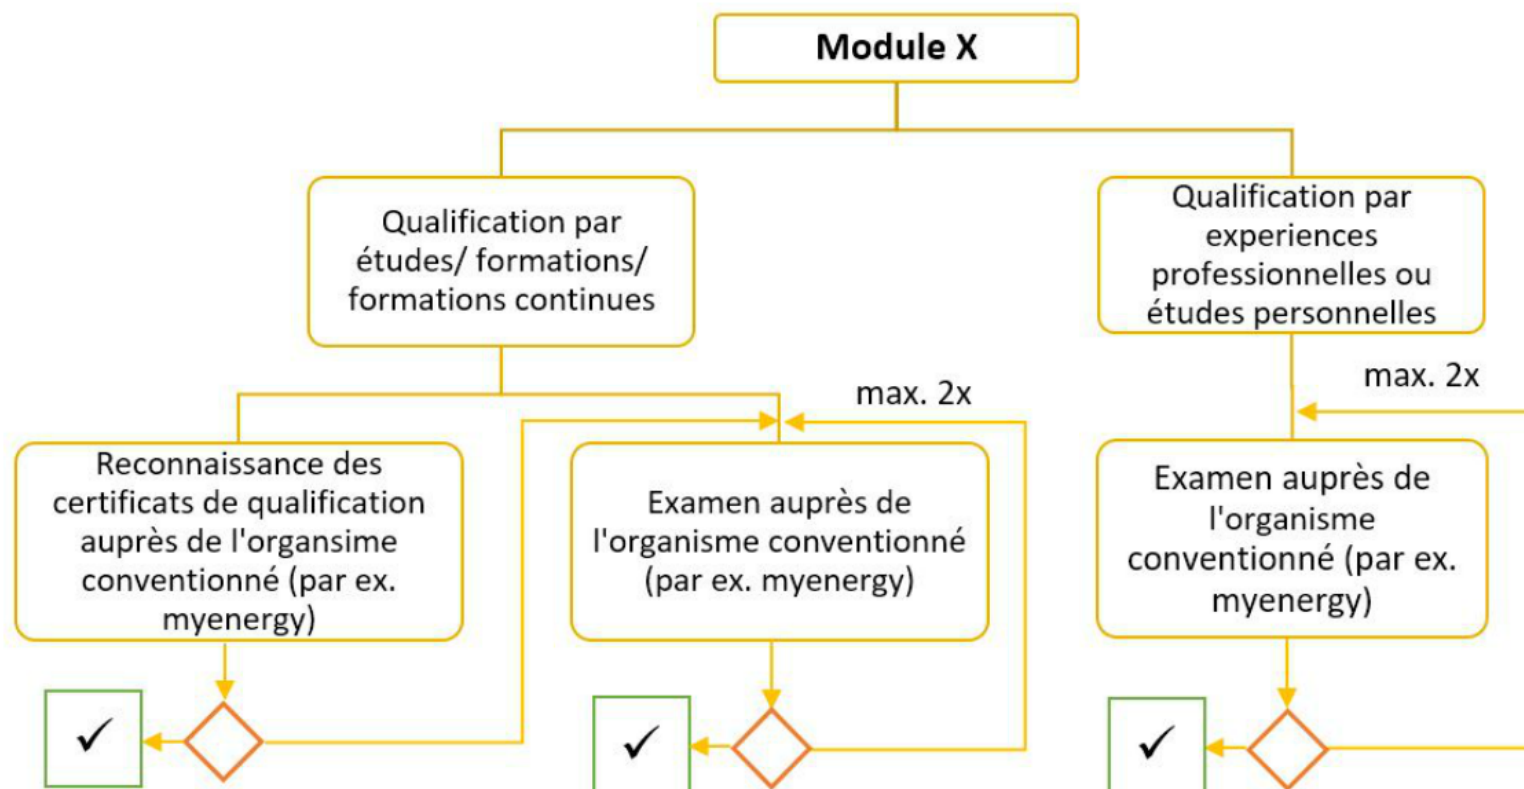 Module X
Qualification par
études/ formations/
formations continues
Qualification par
experiences
professionnelles ou
études personnelles
max. 2x
max. 2x
Reconnaissance des
certificats de qualification
auprès de l'organsime
conventionné (par ex.
myenergy)
Examen auprès de
l'organisme conventionné
(par ex. myenergy)
Examen auprès de
l'organisme
conventionné (par ex.
myenergy)
✓
✓
✓